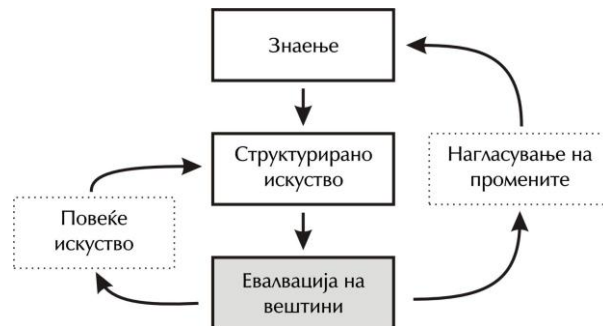 Знаење
Структурирано
искуство
Нагласување на
промените
Повеќе
искуство
Евалвација на
вештини